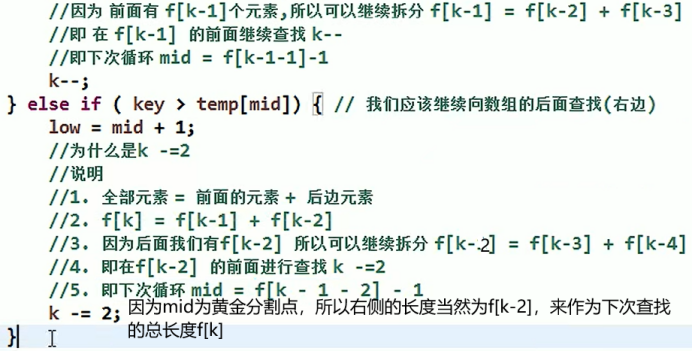 //因为 前面有 f[k-1]个元素,所以可以继续拆分 f[k-1] = f[k-2] + f[k-3]
//即 在 f[k-1] 的前面继续查找 k--
//即下次循环 mid = f[k-1-1]-1
k--;
} else if ( key > temp[mid]) { // 我们应该继续向数组的后面查找(右边)
low = mid + 1;
//为什么是k -=2
//说明
//1. 全部元素 = 前面的元素 + 后边元素
//2. f[k] = f[k-1] + f[k-2]
//3. 因为后面我们有f[k-2] 所以可以继续拆分 f[k-2] = f[k-3] + f[k-4]
//4. 即在f[k-2] 的前面进行查找 k -=2
//5. 即下次循环 mid = f[k - 1 - 2] - 1
k -= 2;
因为mid为黄金分割点，所以右侧的长度当然为f[k-2]，来作为下次查找
的总长度f[k]
}